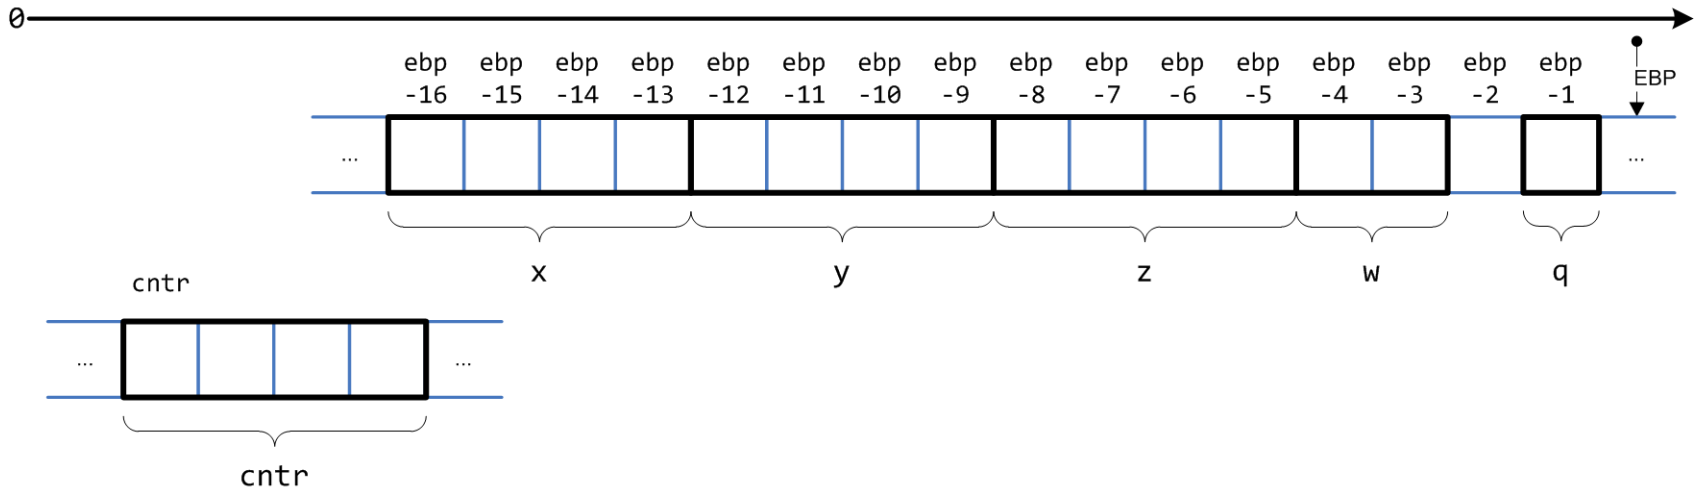 0
ebp ebp ebp ebp ebp ebp ebp ebp ebp ebp ebp ebp ebp ebp ebp ebp
EBP
-16 -15 -14 -13 -12 -11 -10 -9 -8 -7 -6 -5 -4 -3 -2 -1
... ...
x y z w q
cntr
... ...
cntr